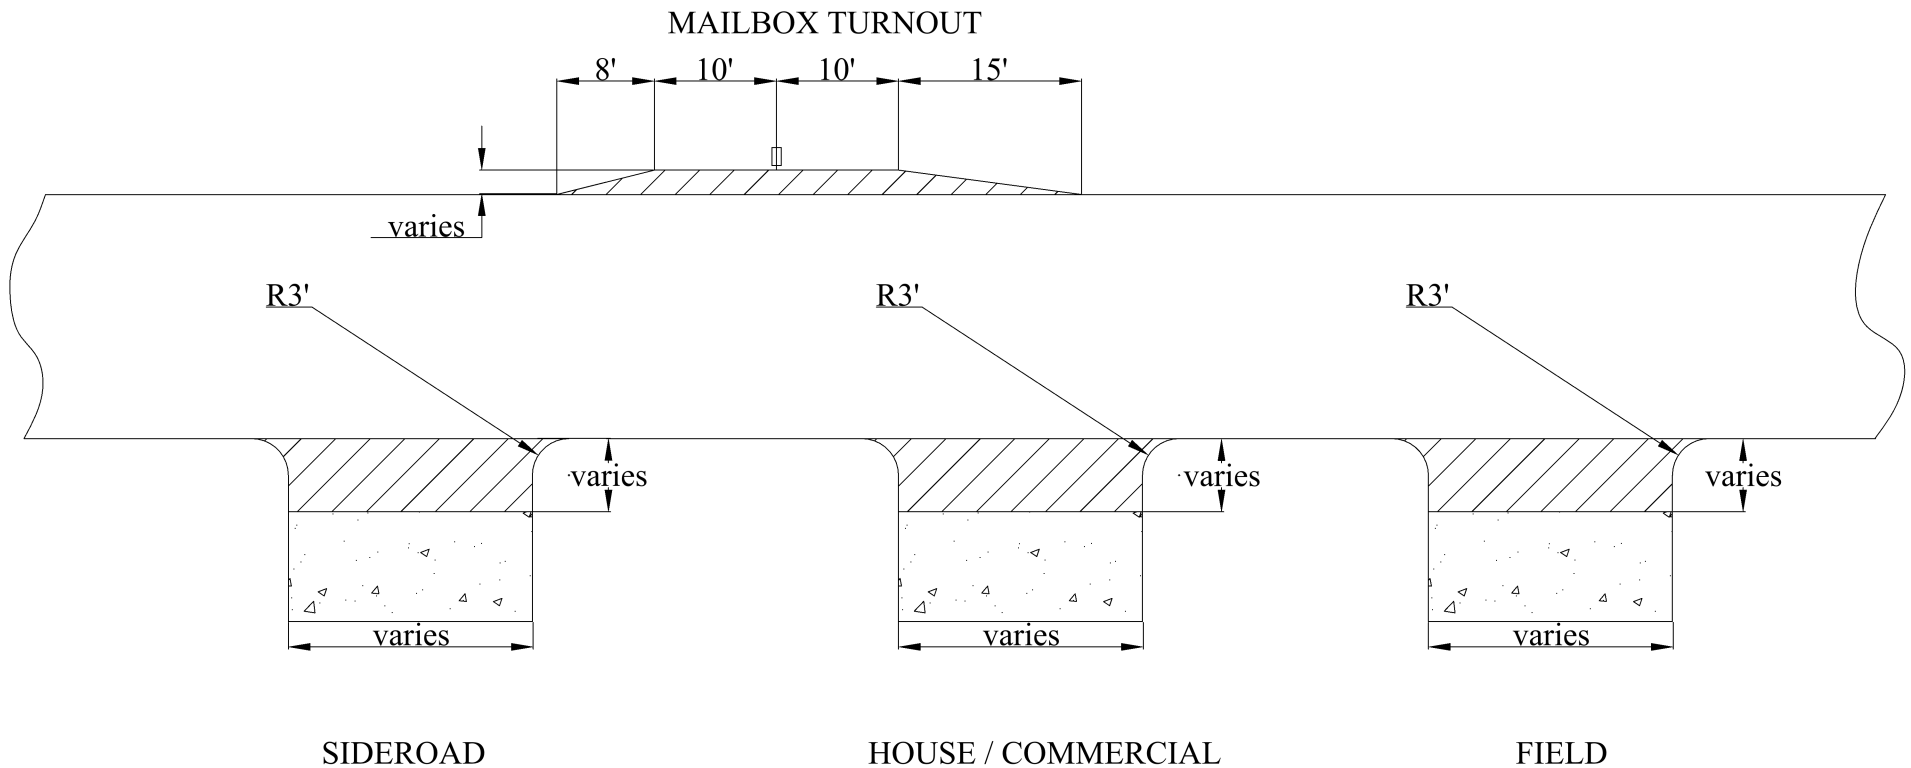 MAILBOX TURNOUT
8' 10' 10' 15'
varies
R3' R3' R3'
varies varies varies
varies varies varies
SIDEROAD HOUSE / COMMERCIAL FIELD